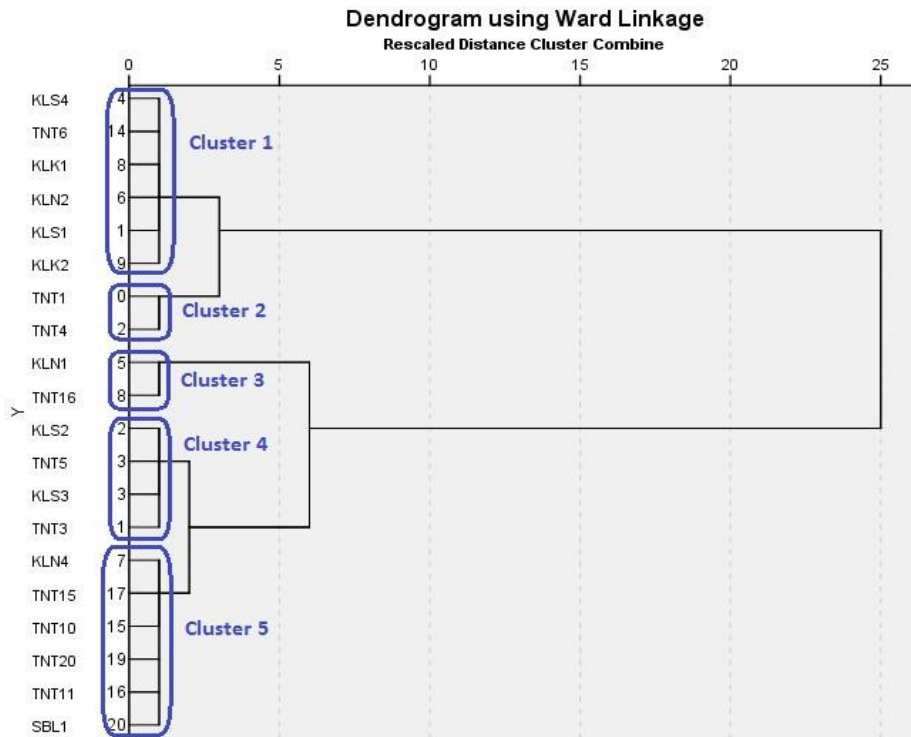 Dendrogram using Ward Linkage
Rescaled Distance Cluster Combine
0 5 10 15 20 25
KLS4 4
TNT6 14
Cluster 1
KLK1 8
KLN2 6
KLS1 1
KLK2 9
TNT1 0
Cluster 2
TNT4 2
KLN1 5
Cluster 3
TNT16 8
Y
KLS2 2
Cluster 4
TNT5 3
KLS3 3
TNT3 1
KLN4 7
TNT15 17
TNT10 15
Cluster 5
TNT20 19
TNT11 16
SBL1 20